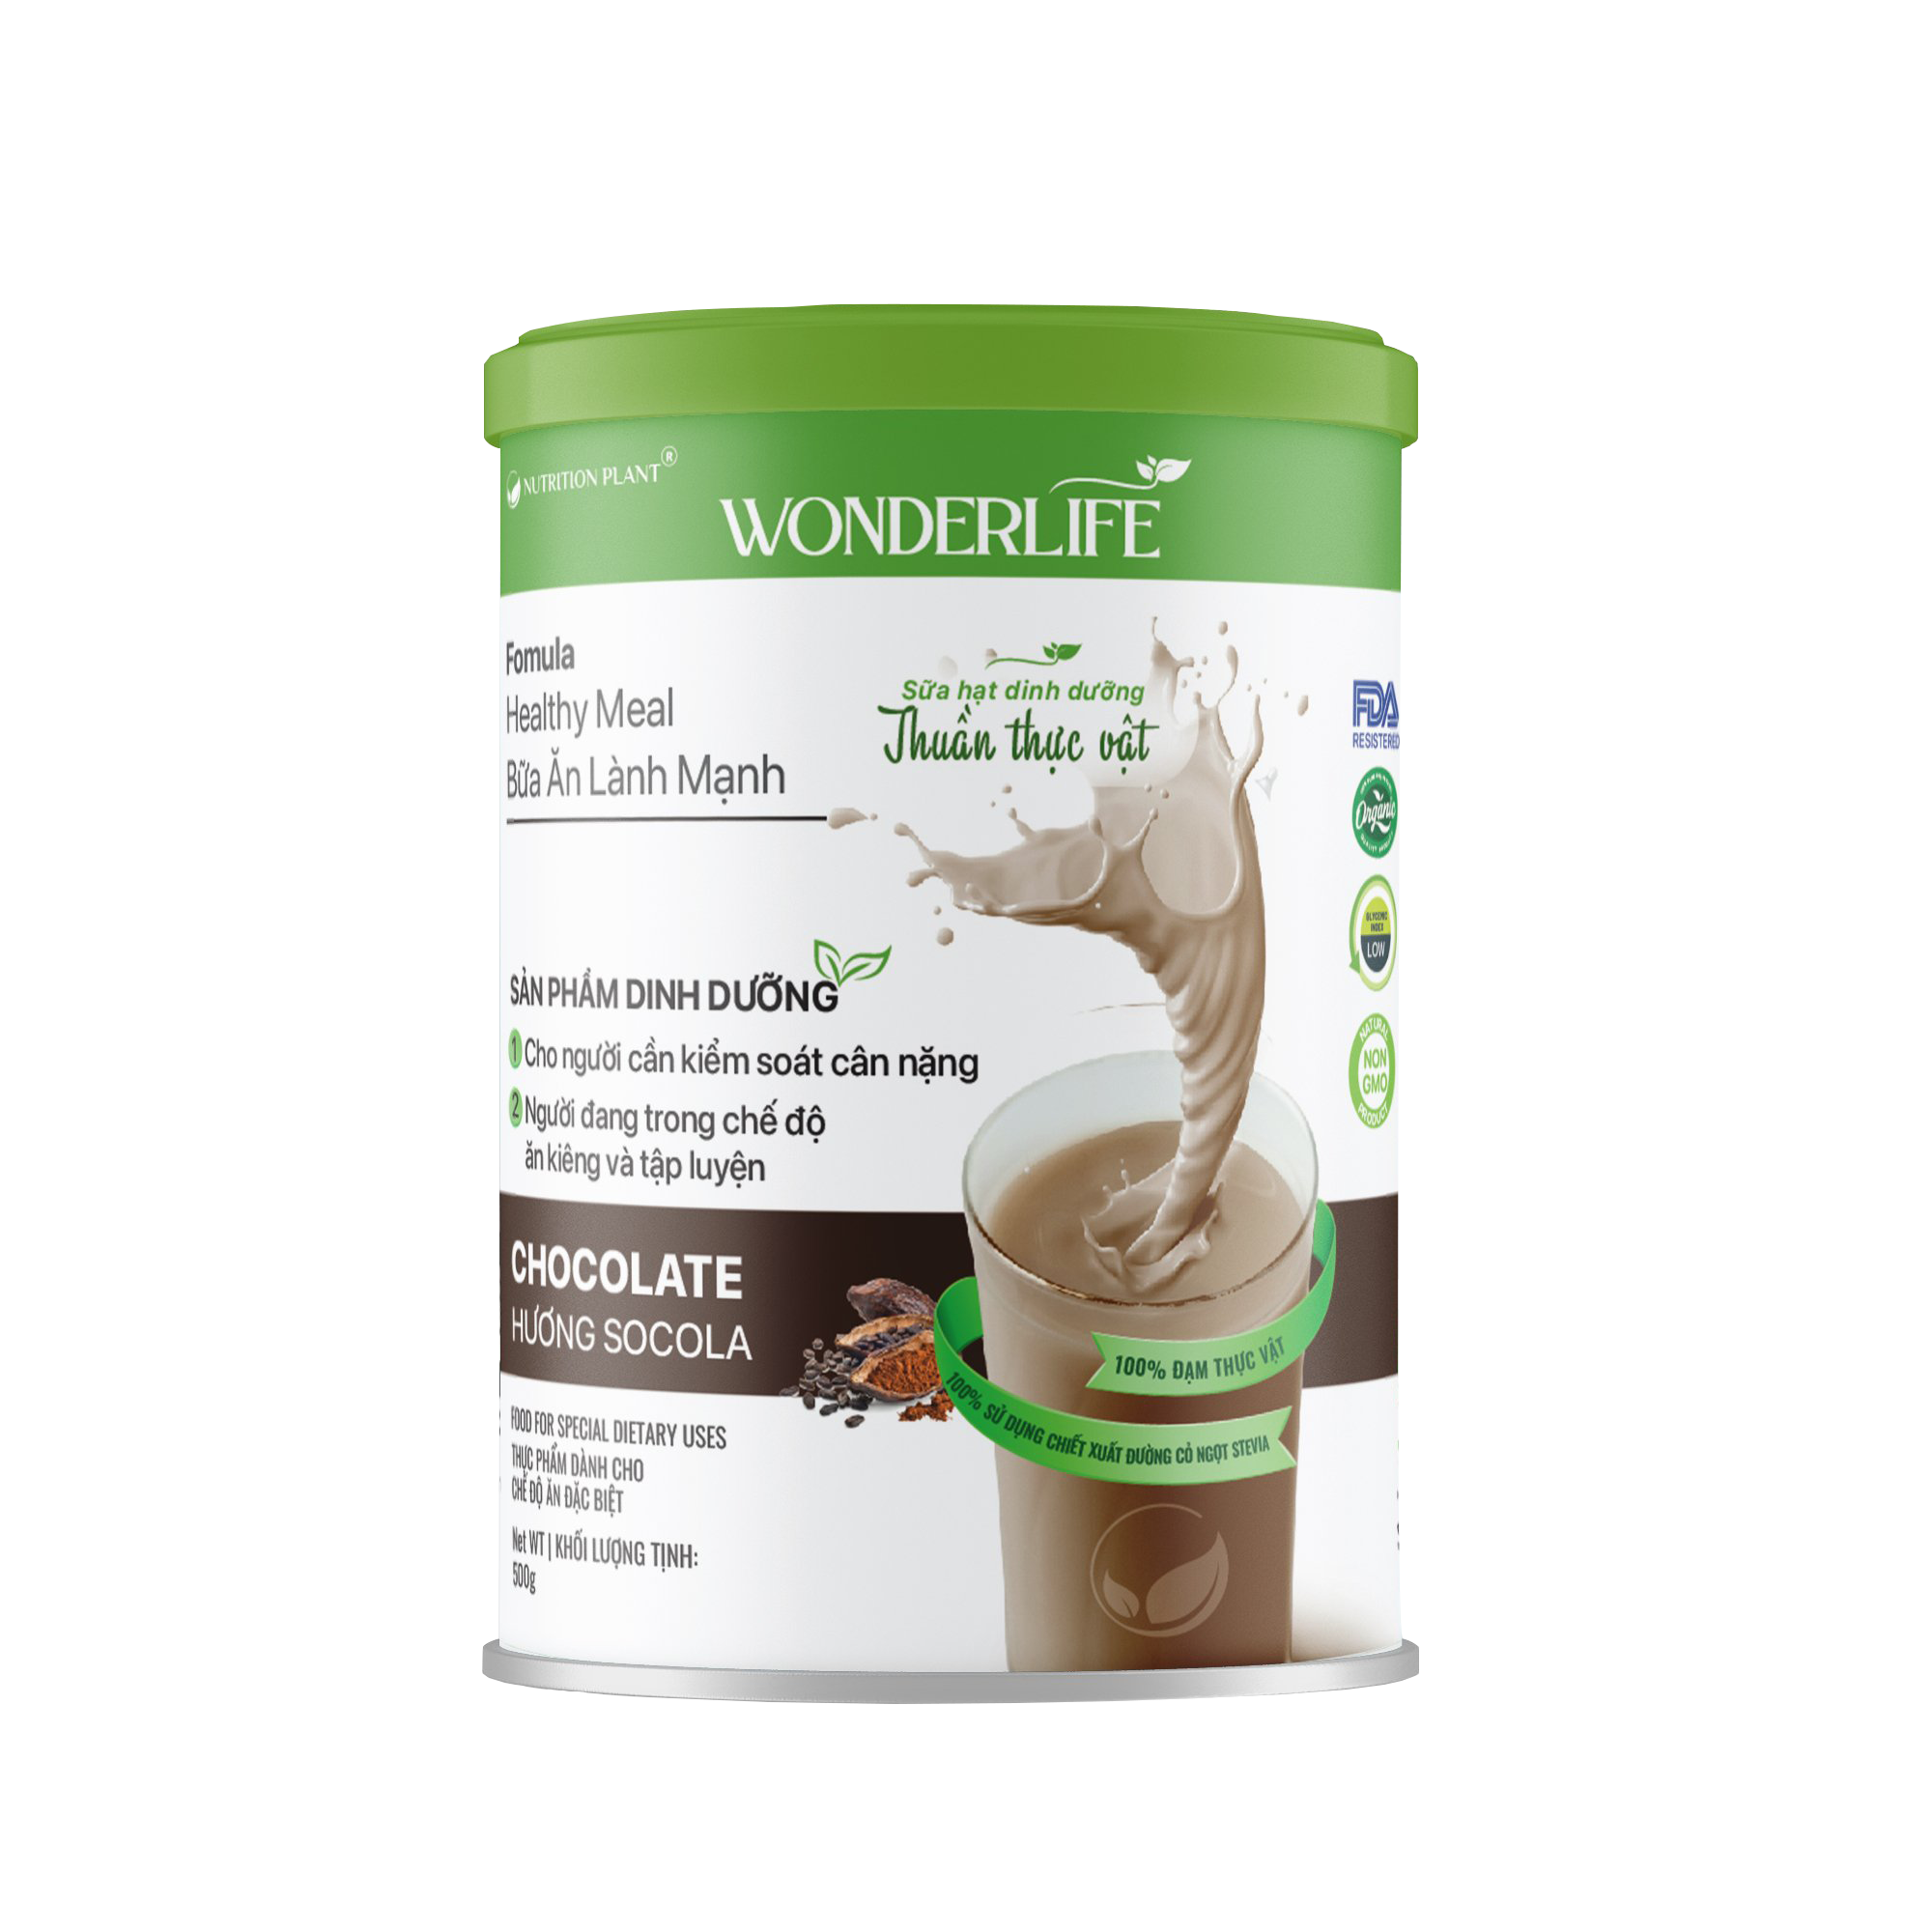 NUTRITION PLANT®
WONDERLIFE
Fomula
Healthy Meal
Bữa Ăn Lành Mạnh
Sữa hạt dinh dưỡng
Thuần thực vật
FDA
RESISTERED
Organic
GLYCEMIC
INDEX
LOW
NATURAL
NON
GMO
PRODUCT
SẢN PHẨM DINH DƯỠNG
1 Cho người cần kiểm soát cân nặng
2 Người đang trong chế độ
ăn kiêng và tập luyện
CHOCOLATE
HƯƠNG SOCOLA
100% ĐẠM THỰC VẬT
100% SỬ DỤNG CHIẾT XUẤT ĐƯỜNG CỎ NGỌT STEVIA
FOOD FOR SPECIAL DIETARY USES
THỰC PHẨM DÀNH CHO
CHẾ ĐỘ ĂN ĐẶC BIỆT
Net WT | KHỐI LƯỢNG TỊNH:
500g